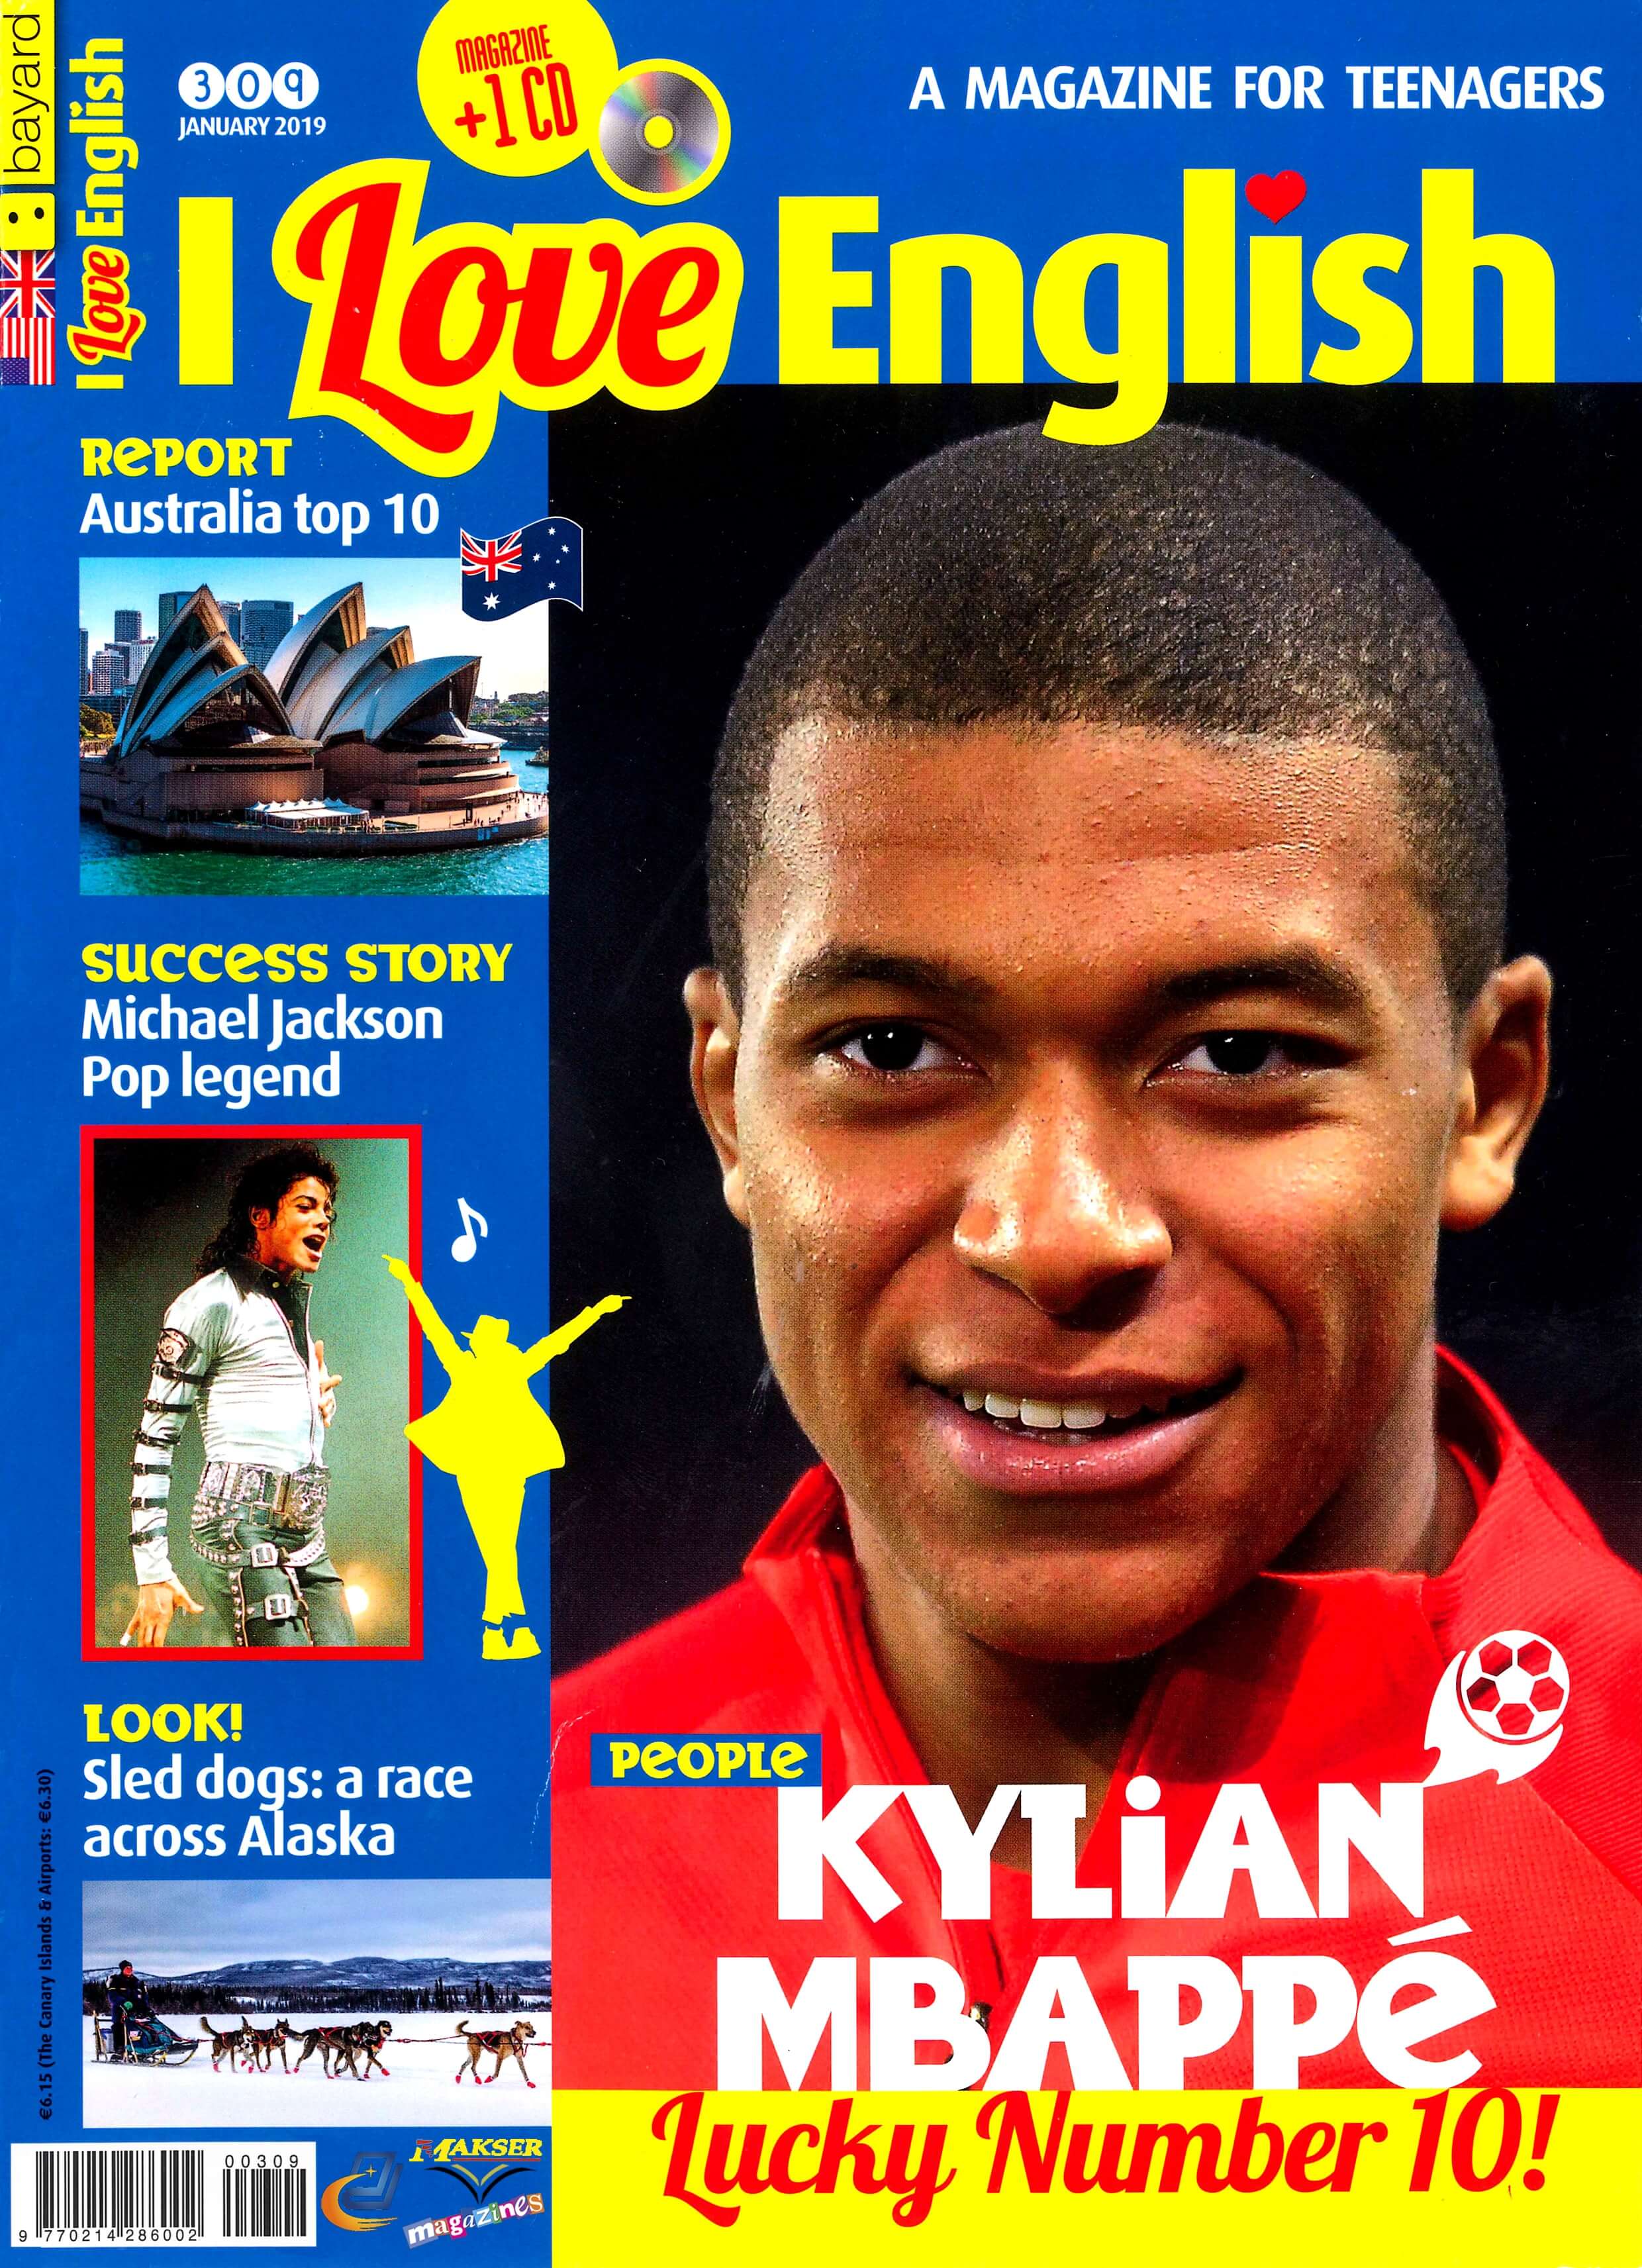 bayard
I Love English
309
JANUARY 2019
MAGAZINE
+1 CD
A MAGAZINE FOR TEENAGERS
I Love English
REPORT
Australia top 10
SUCCESS STORY
Michael Jackson
Pop legend
LOOK!
Sled dogs: a race
across Alaska
€6.15 (The Canary Islands & Airports: €6.30)
00309
9 770214 286002
MAKSER
magazines
PEOPLE
KYLiAN
MBAPPé
Lucky Number 10!